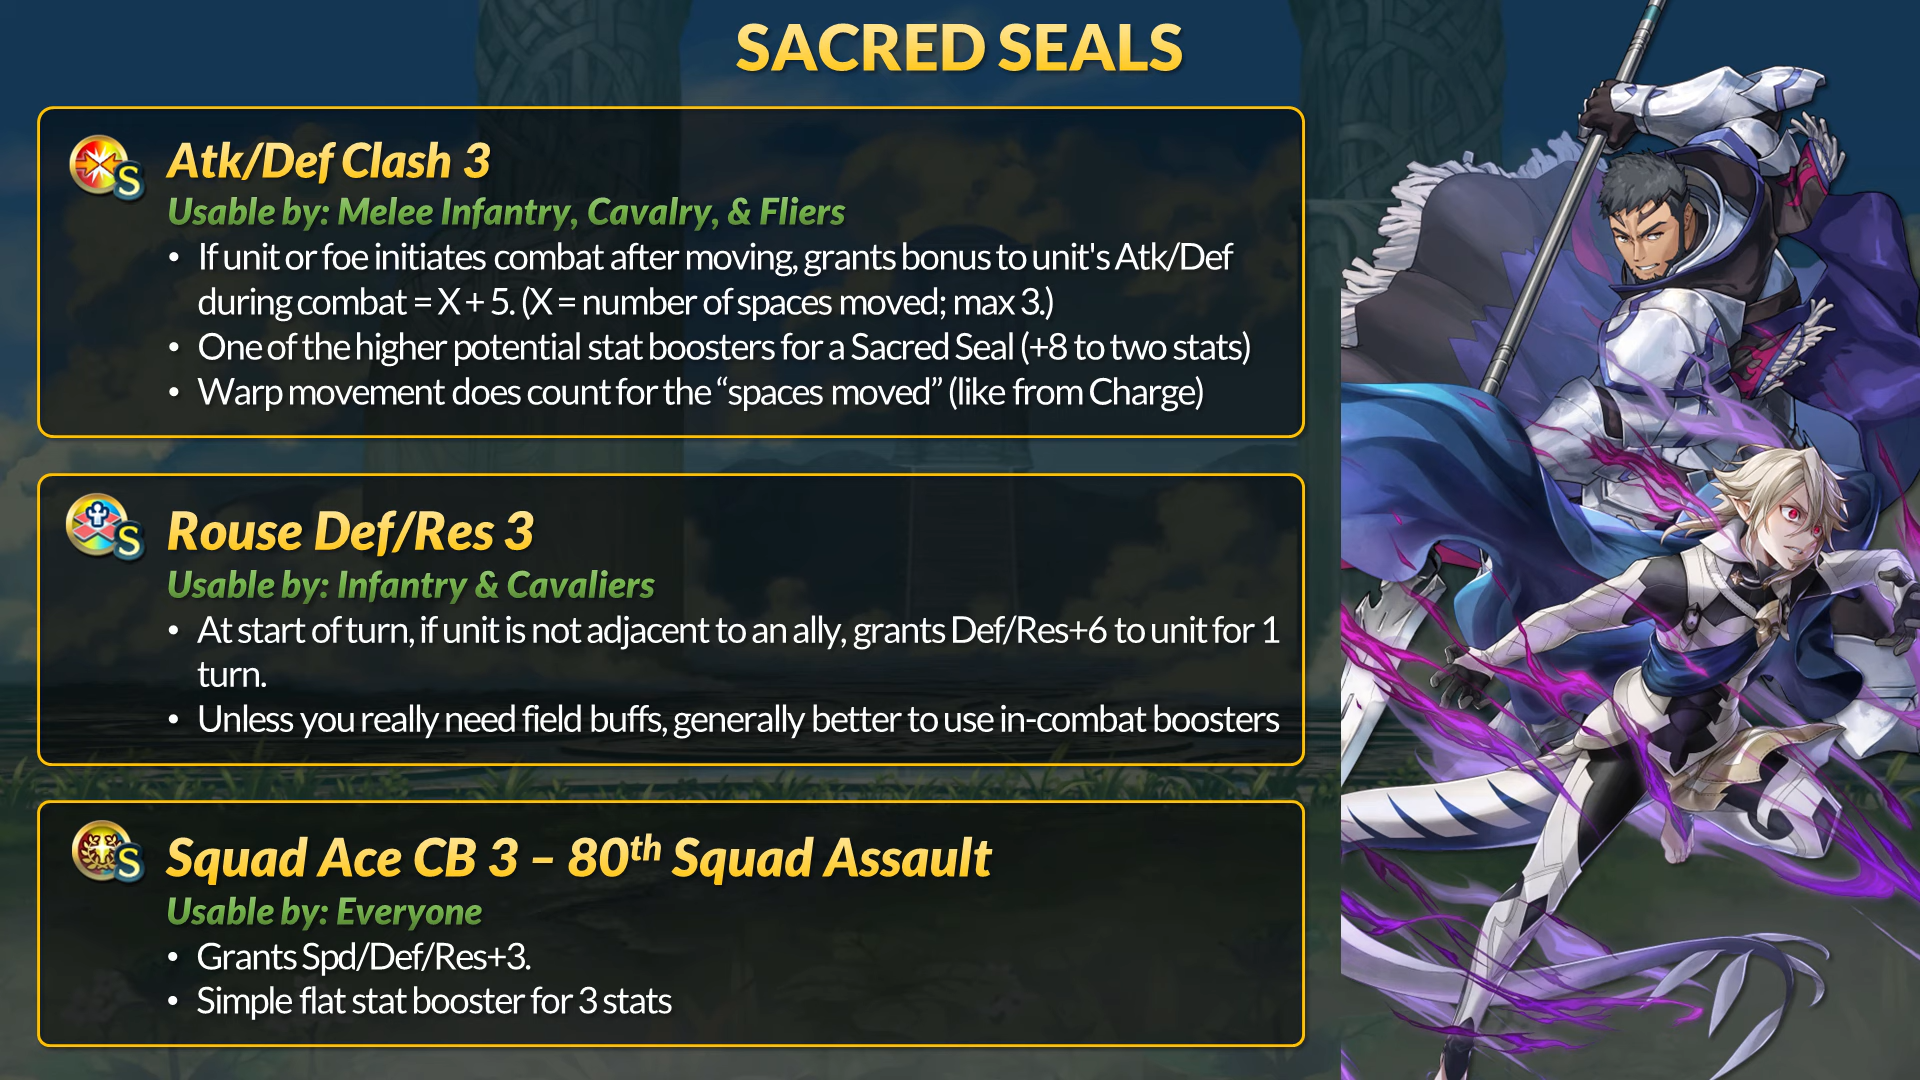 SACRED SEALS
S
Atk/Def Clash 3
Usable by: Melee Infantry, Cavalry, & Fliers
• If unit or foe initiates combat after moving, grants bonus to unit's Atk/Def
during combat = X + 5. (X = number of spaces moved; max 3.)
• One of the higher potential stat boosters for a Sacred Seal (+8 to two stats)
• Warp movement does count for the “spaces moved” (like from Charge)
S
Rouse Def/Res 3
Usable by: Infantry & Cavaliers
• At start of turn, if unit is not adjacent to an ally, grants Def/Res+6 to unit for 1
turn.
• Unless you really need field buffs, generally better to use in-combat boosters
S
Squad Ace CB 3 – 80th Squad Assault
Usable by: Everyone
• Grants Spd/Def/Res+3.
• Simple flat stat booster for 3 stats